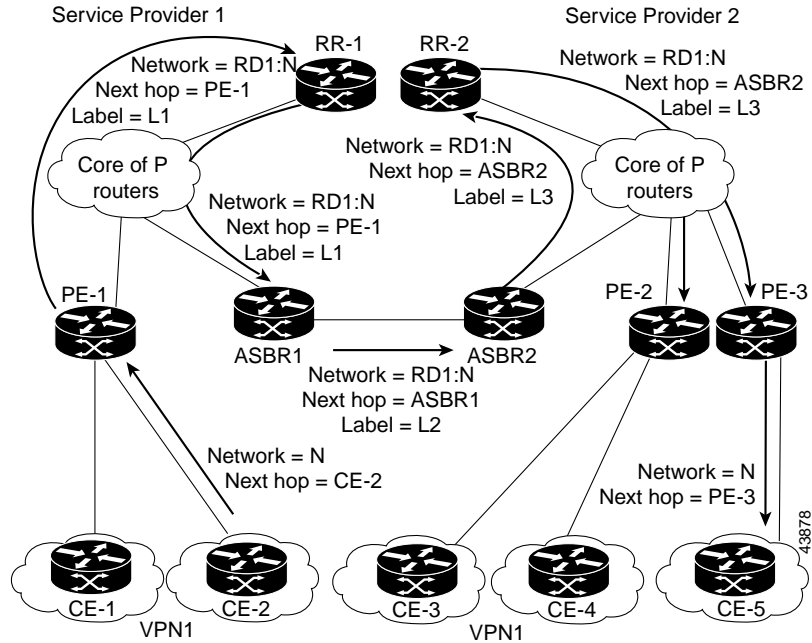 Service Provider 1
Service Provider 2
RR-1
RR-2
Network = RD1:N
Next hop = PE-1
Label = L1
Network = RD1:N
Next hop = ASBR2
Label = L3
Core of P
routers
Network = RD1:N
Next hop = ASBR2
Label = L3
Core of P
routers
Network = RD1:N
Next hop = PE-1
Label = L1
PE-1
PE-2
PE-3
ASBR1
ASBR2
Network = RD1:N
Next hop = ASBR1
Label = L2
Network = N
Next hop = CE-2
Network = N
Next hop = PE-3
43878
CE-1
CE-2
CE-3
CE-4
CE-5
VPN1
VPN1